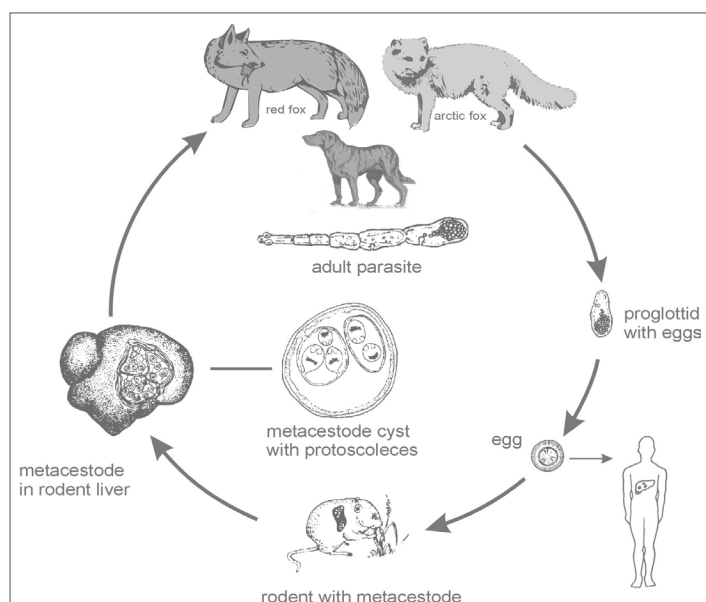 red fox
arctic fox
adult parasite
proglottid
with eggs
egg
metacestode cyst
with protoscoleces
metacestode
in rodent liver
rodent with metacestode